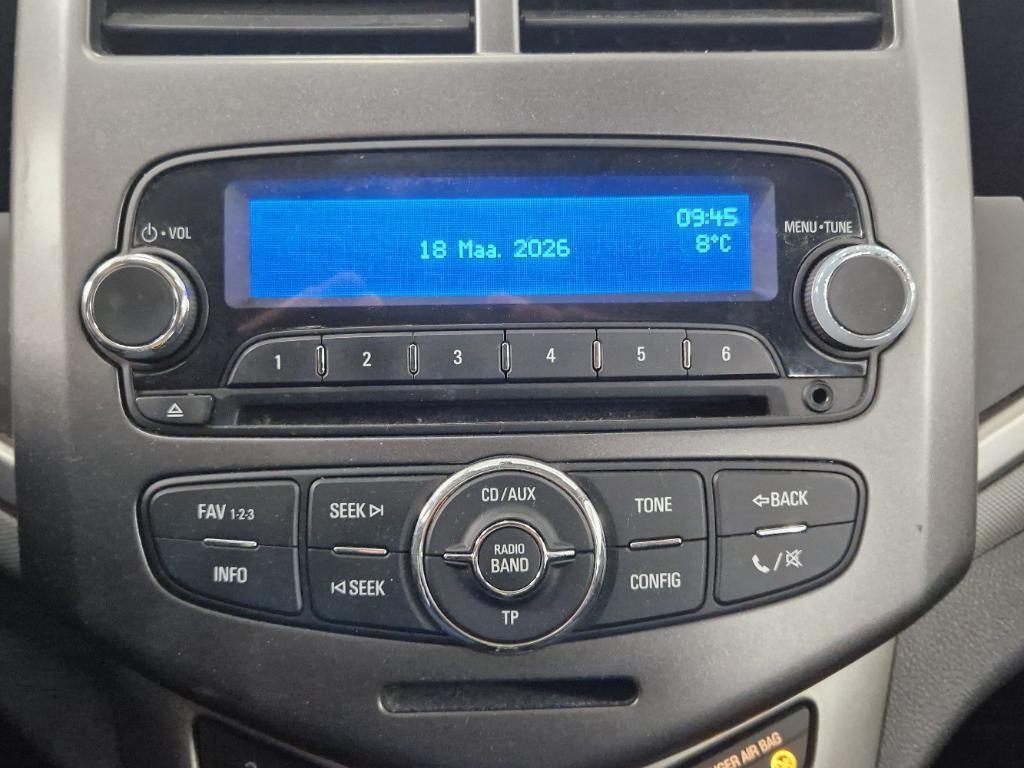 09:45
18 Maa. 2026 8°C
VOL
MENU•TUNE
1 2 3 4 5 6
FAV 1-2-3
SEEK
CD/AUX
TONE
BACK
RADIO
BAND
INFO
SEEK
TP
CONFIG
AIR BAG